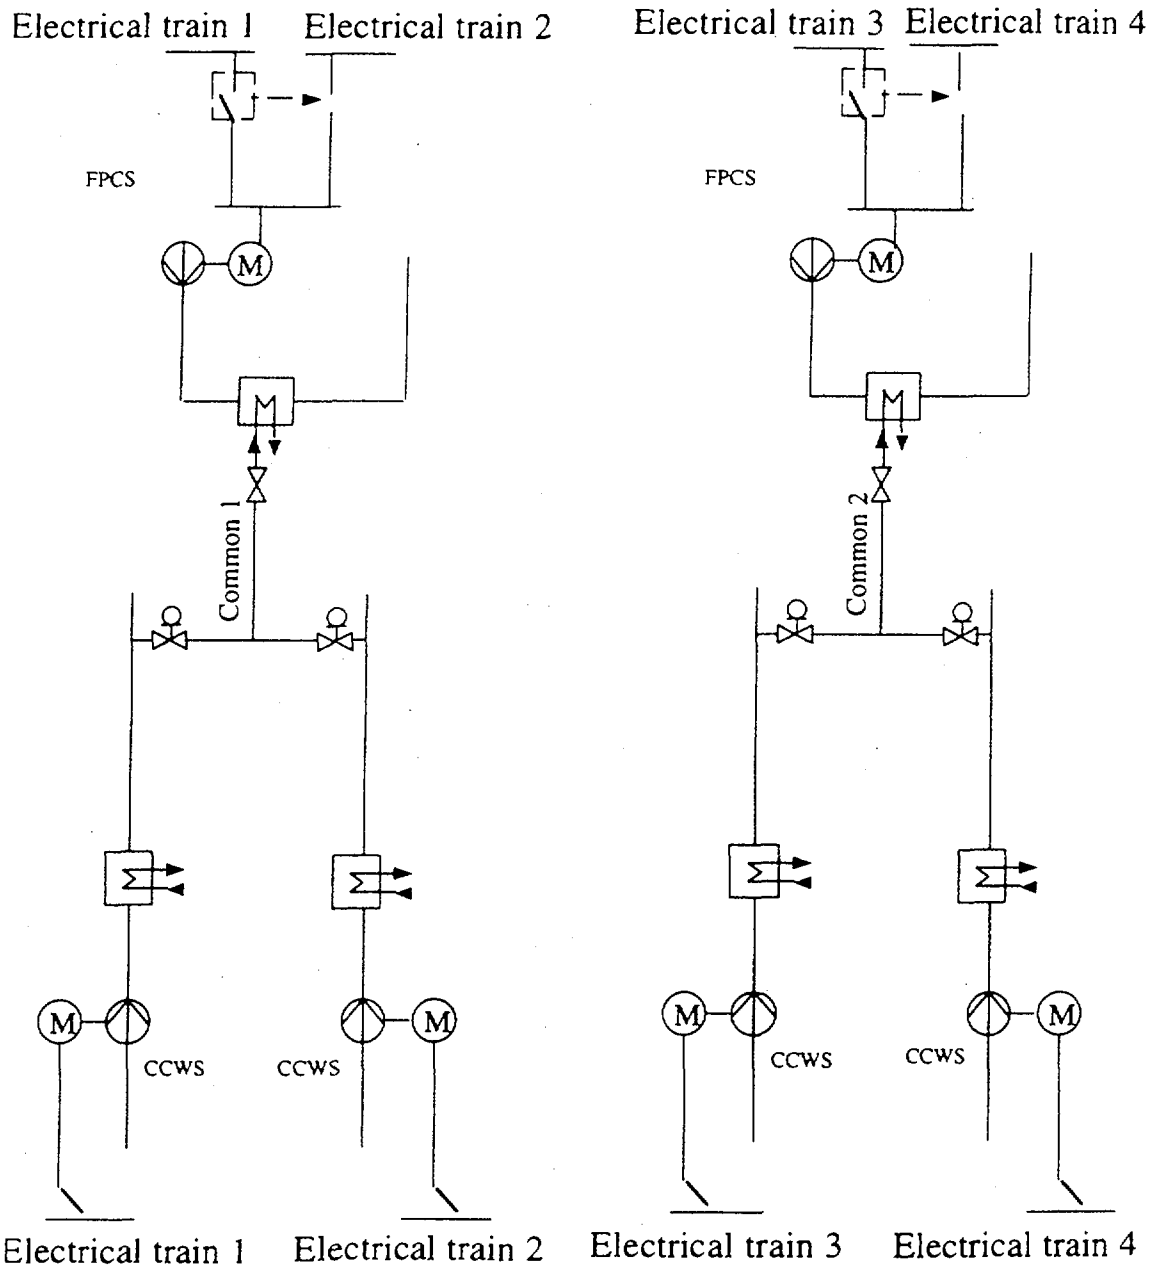 Electrical train 1
Electrical train 2
Electrical train 3
Electrical train 4
FPCS
FPCS
M
M
Common 1
Common 2
M
M
M
M
CCWS
CCWS
CCWS
CCWS
Electrical train 1
Electrical train 2
Electrical train 3
Electrical train 4